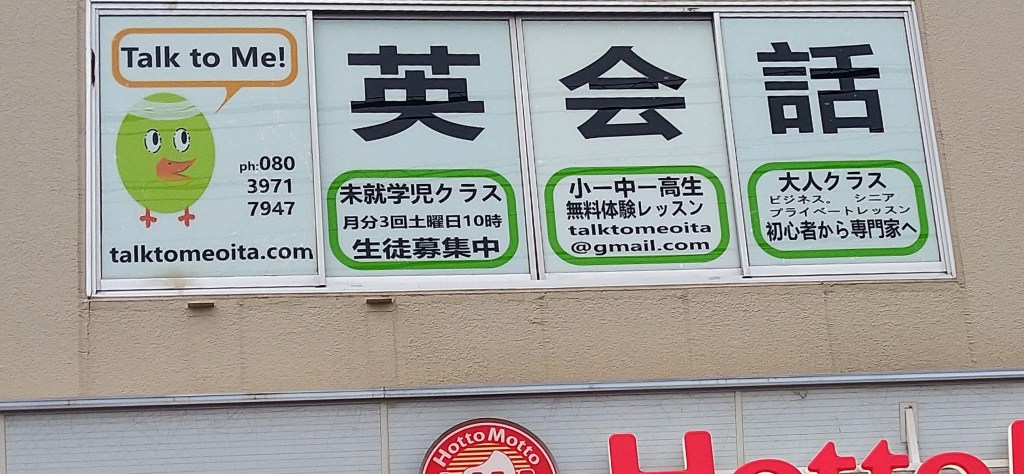 Talk to Me!
ph:080
3971
7947
talktomeoita.com
英会話
未就学児クラス
月分3回土曜日10時
生徒募集中
小ー中ー高生
無料体験レッスン
talktomeoita
@gmail.com
大人クラス
ビジネス。 シニア
プライベートレッスン
初心者から専門家へ
Hotto Motto
Hotto